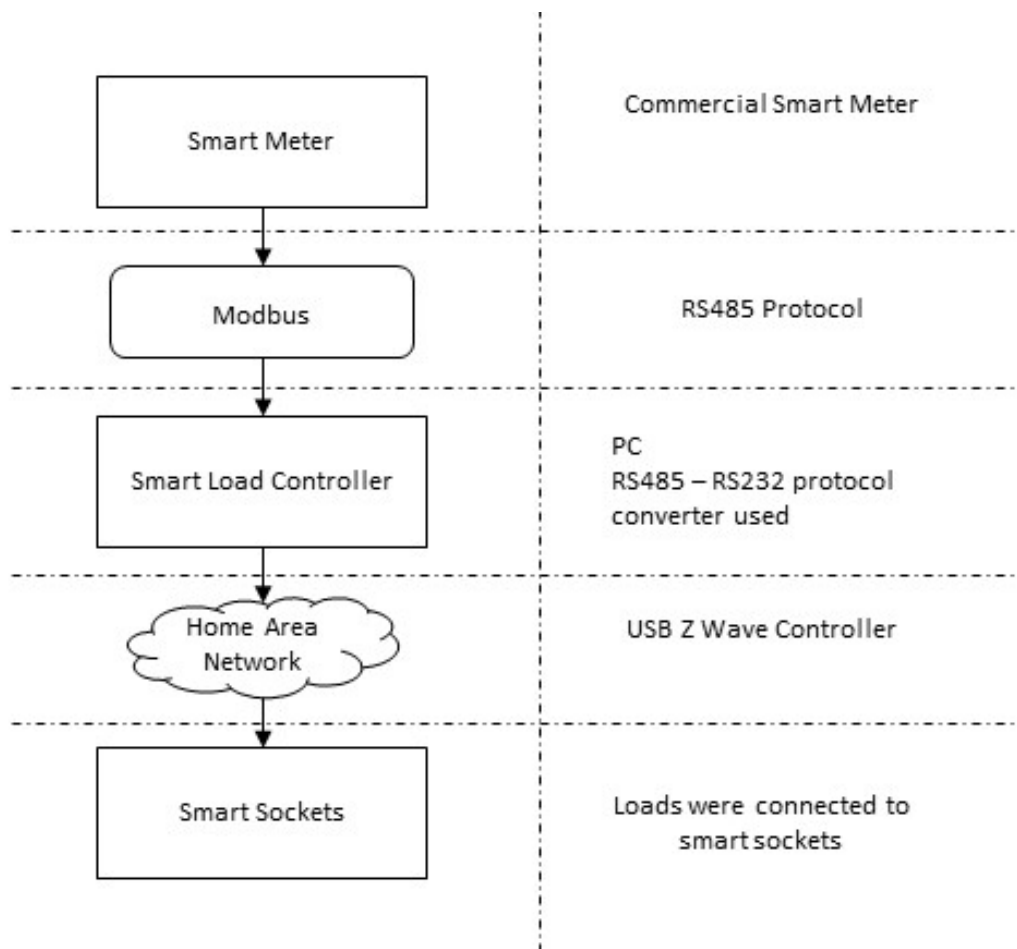 Smart Meter
Commercial Smart Meter
Modbus
RS485 Protocol
Smart Load Controller
PC
RS485 – RS232 protocol
converter used
Home Area
Network
USB Z Wave Controller
Smart Sockets
Loads were connected to
smart sockets